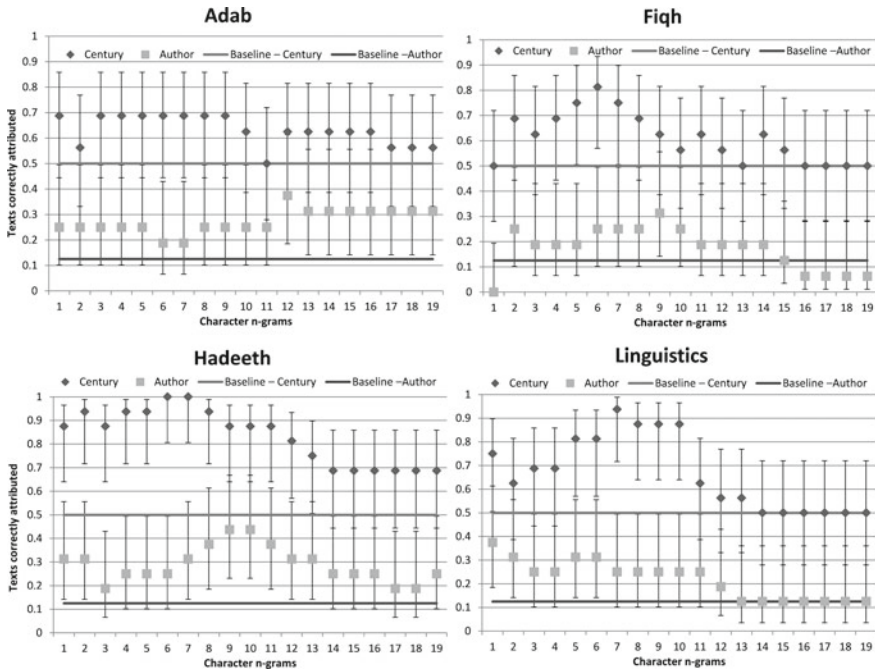 Adab
Century Author Baseline – Century Baseline –Author
Texts correctly attributed
1
0.9
0.8
0.7
0.6
0.5
0.4
0.3
0.2
0.1
0
1 2 3 4 5 6 7 8 9 10 11 12 13 14 15 16 17 18 19
Character n-grams
Fiqh
Century Author Baseline – Century Baseline –Author
1
0.9
0.8
0.7
0.6
0.5
0.4
0.3
0.2
0.1
0
1 2 3 4 5 6 7 8 9 10 11 12 13 14 15 16 17 18 19
Character n-grams
Hadeeth
Century Author Baseline – Century Baseline –Author
Texts correctly attributed
1
0.9
0.8
0.7
0.6
0.5
0.4
0.3
0.2
0.1
0
1 2 3 4 5 6 7 8 9 10 11 12 13 14 15 16 17 18 19
Character n-grams
Linguistics
Century Author Baseline – Century Baseline –Author
1
0.9
0.8
0.7
0.6
0.5
0.4
0.3
0.2
0.1
0
1 2 3 4 5 6 7 8 9 10 11 12 13 14 15 16 17 18 19
Character n-grams